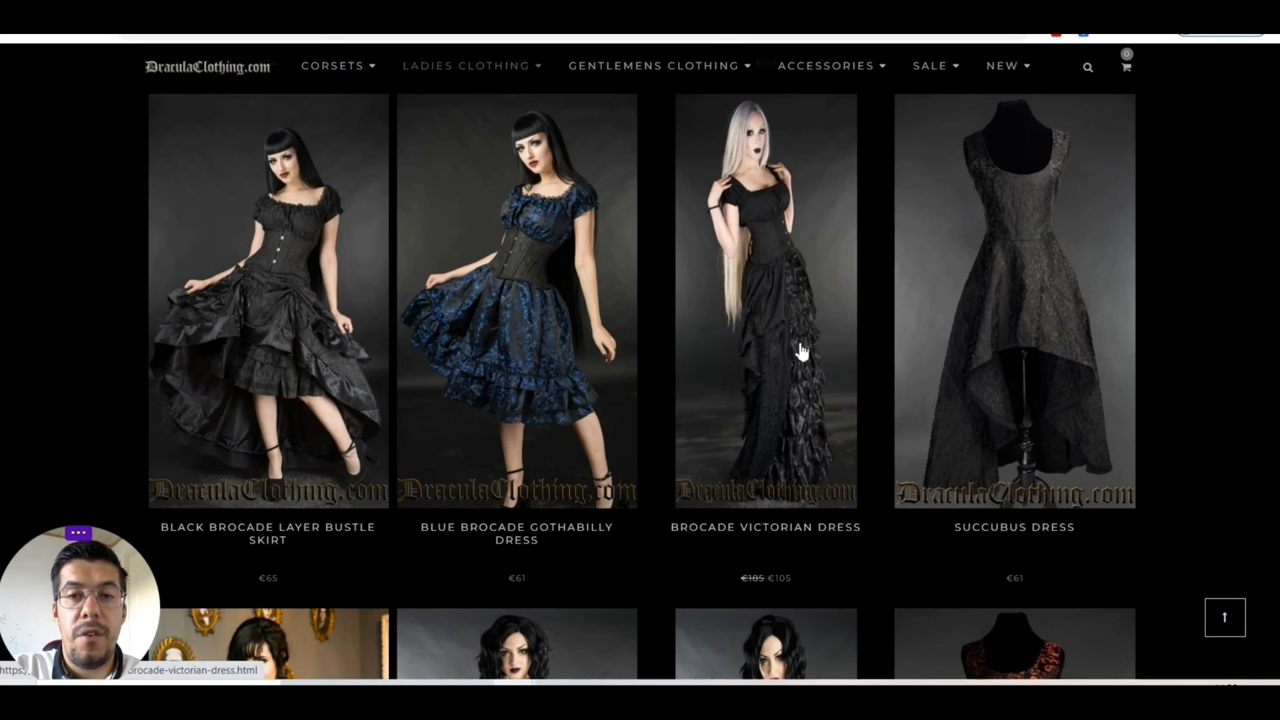 DraculaClothing.com CORSETS LADIES CLOTHING GENTLEMENS CLOTHING ACCESSORIES SALE NEW 0
DraculaClothing.com DraculaClothing.com DraculaClothing.com DraculaClothing.com
BLACK BROCADE LAYER BUSTLE SKIRT
BLUE BROCADE GOTHABILLY DRESS
BROCADE VICTORIAN DRESS
SUCCUBUS DRESS
€65 €61 €105 €105 €61
https:/ brocade-victorian-dress.html